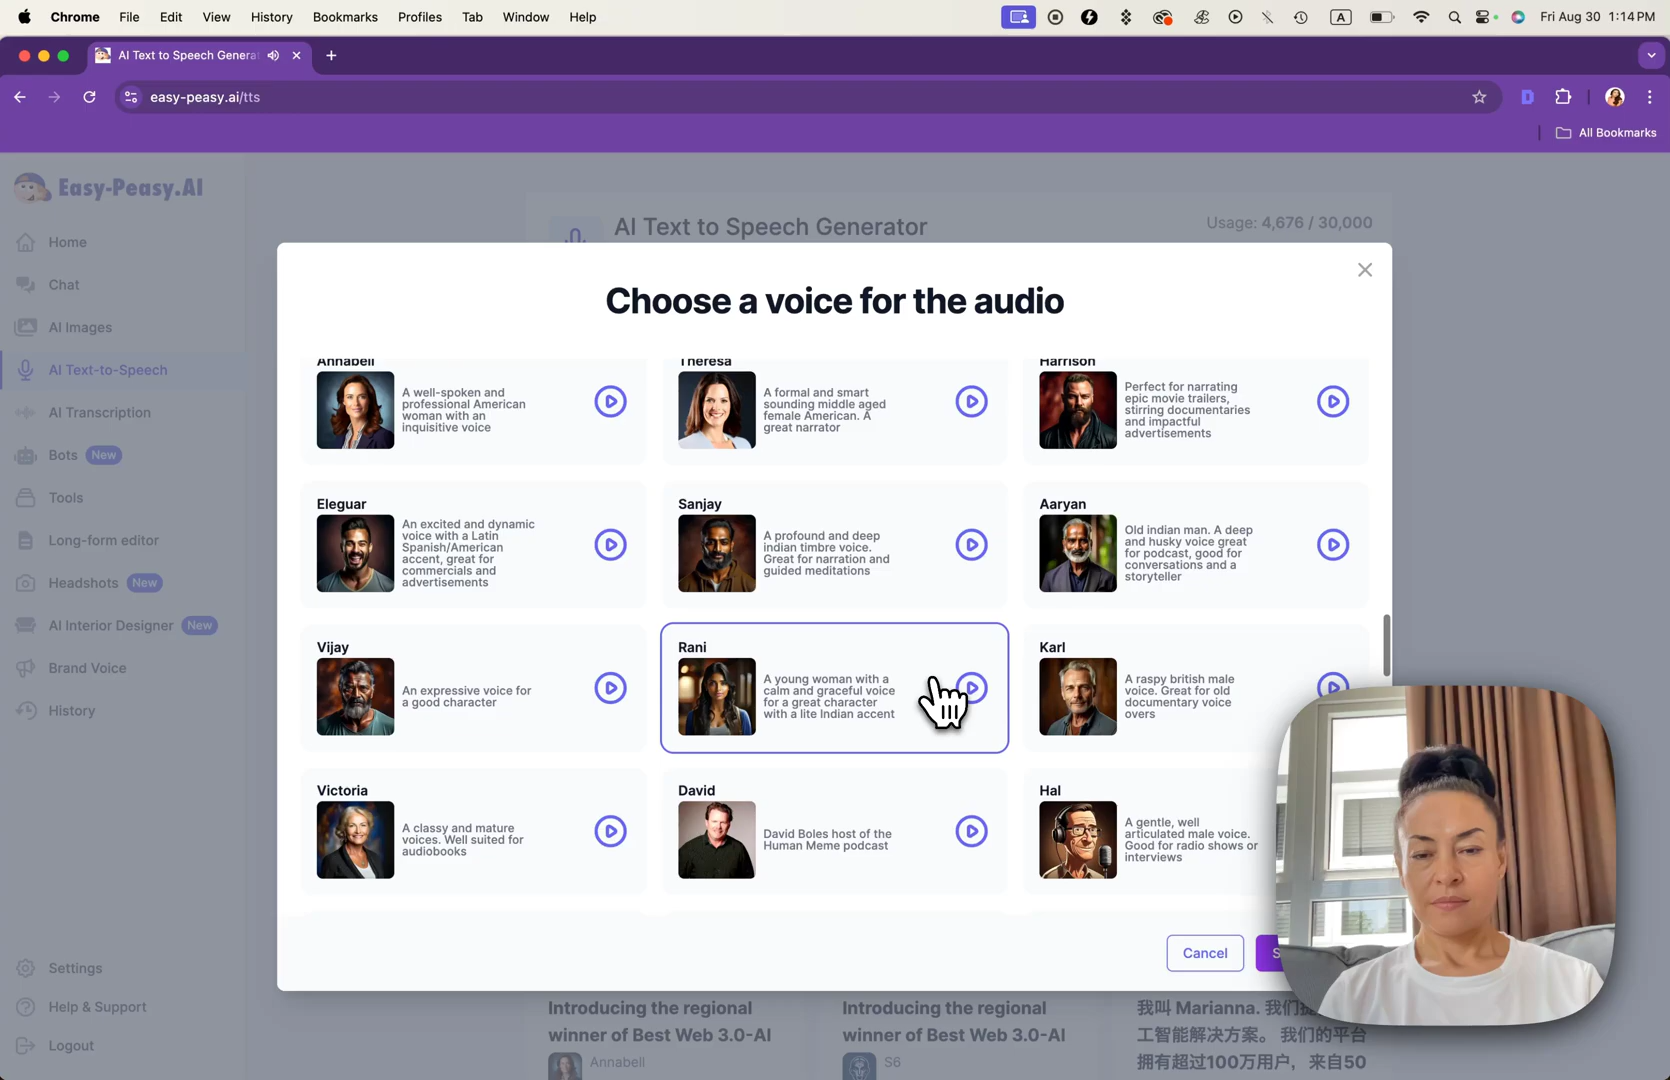 Chrome File Edit View History Bookmarks Profiles Tab Window Help
A
Fri Aug 30 1:14 PM
AI Text to Speech Genera
easy-peasy.ai/tts
D
All Bookmarks
Easy-Peasy.AI
Home
Chat
AI Images
AI Text-to-Speech
AI Transcription
Bots New
Tools
Long-form editor
Headshots New
AI Interior Designer New
Brand Voice
History
Settings
Help & Support
Logout
AI Text to Speech Generator
Usage: 4,676 / 30,000
Choose a voice for the audio
Annabell
A well-spoken and
professional American
woman with an
inquisitive voice
Theresa
A formal and smart
sounding middle aged
female American. A
great narrator
Harrison
Perfect for narrating
epic movie trailers,
stirring documentaries
and impactful
advertisements
Eleguar
An excited and dynamic
voice with a Latin
Spanish/American
accent, great for
commercials and
advertisements
Sanjay
A profound and deep
indian timbre voice.
Great for narration and
guided meditations
Aaryan
Old indian man. A deep
and husky voice great
for podcast, good for
conversations and a
storyteller
Vijay
An expressive voice for
a good character
Rani
A young woman with a
calm and graceful voice
for a great character
with a lite Indian accent
Karl
A raspy british male
voice. Great for old
documentary voice
overs
Victoria
A classy and mature
voices. Well suited for
audiobooks
David
David Boles host of the
Human Meme podcast
Hal
A gentle, well
articulated male voice.
Good for radio shows or
interviews
Cancel
Introducing the regional
winner of Best Web 3.0-AI
Annabell
Introducing the regional
winner of Best Web 3.0-AI
S6
我叫 Marianna. 我们
工智能解决方案。 我们的平台
拥有超过100万用户，来自50